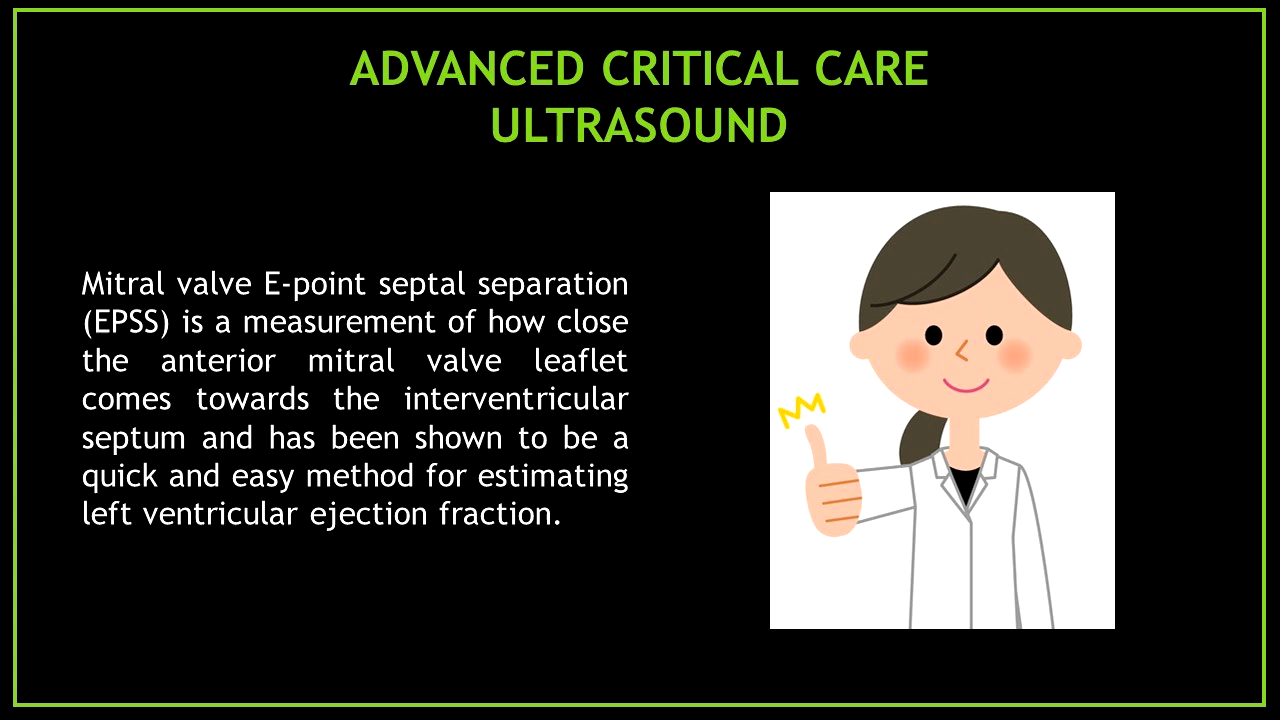 ADVANCED CRITICAL CARE
ULTRASOUND
Mitral valve E-point septal separation
(EPSS) is a measurement of how close
the anterior mitral valve leaflet
comes towards the interventricular
septum and has been shown to be a
quick and easy method for estimating
left ventricular ejection fraction.